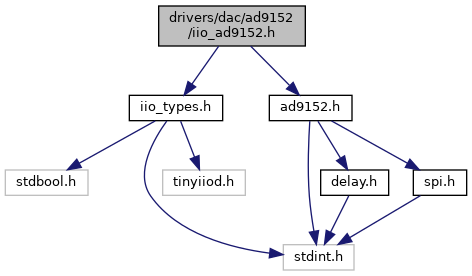 drivers/dac/ad9152
/iio_ad9152.h
iio_types.h
ad9152.h
stdbool.h
tinyiiod.h
delay.h
spi.h
stdint.h